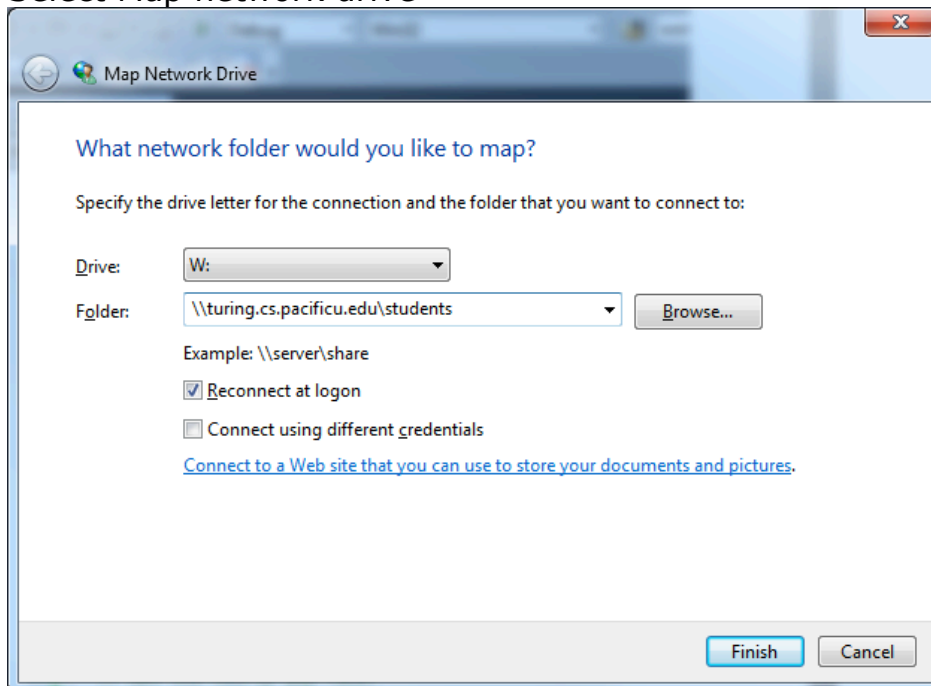 Select Map network drive
Map Network Drive
What network folder would you like to map?
Specify the drive letter for the connection and the folder that you want to connect to:
Drive: W:
Folder: \\turing.cs.pacificu.edu\students Browse...
Example: \\server\share
Reconnect at logon
Connect using different credentials
Connect to a Web site that you can use to store your documents and pictures.
Finish Cancel